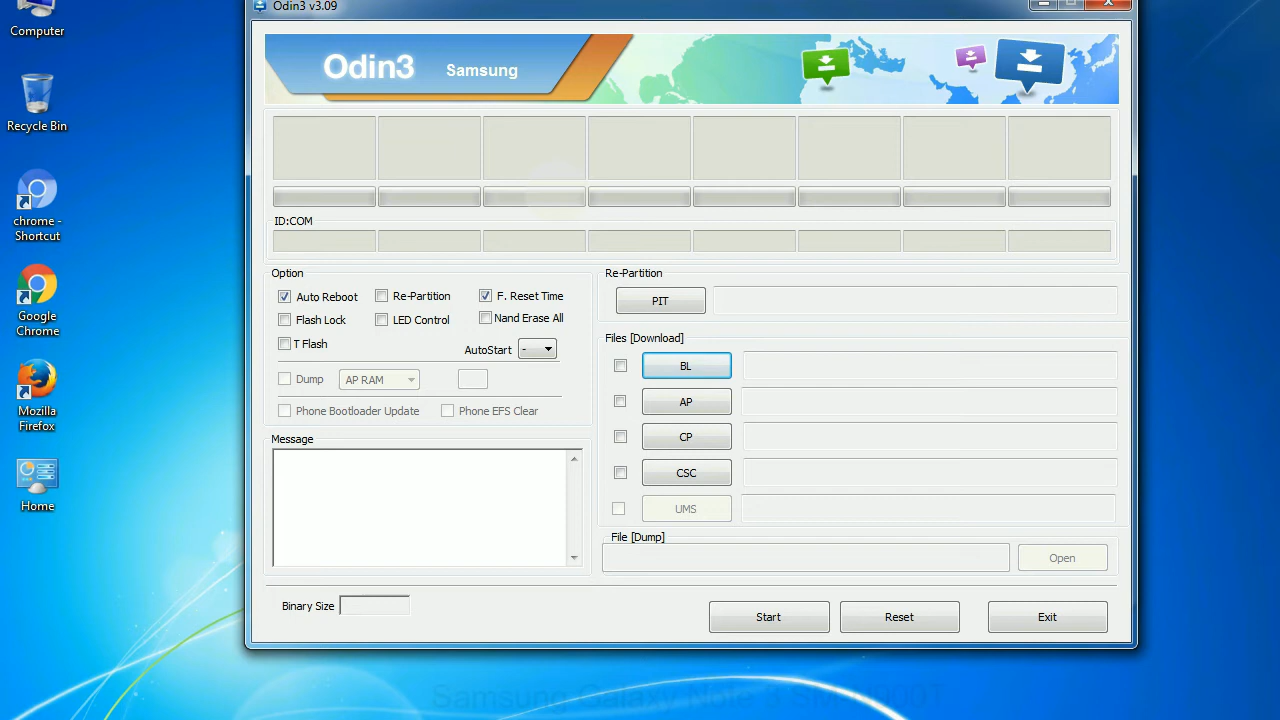 Odin3 v3.09
Computer
Recycle Bin
chrome -
Shortcut
Google
Chrome
Mozilla
Firefox
Home
Odin3 Samsung
ID:COM
Option
Auto Reboot Re-Partition F. Reset Time
Flash Lock LED Control Nand Erase All
T Flash
AutoStart -
Dump AP RAM
Phone Bootloader Update Phone EFS Clear
Message
Re-Partition
PIT
Files [Download]
BL
AP
CP
CSC
UMS
File [Dump]
Open
Binary Size
Start Reset Exit
Samsung Galaxy Note